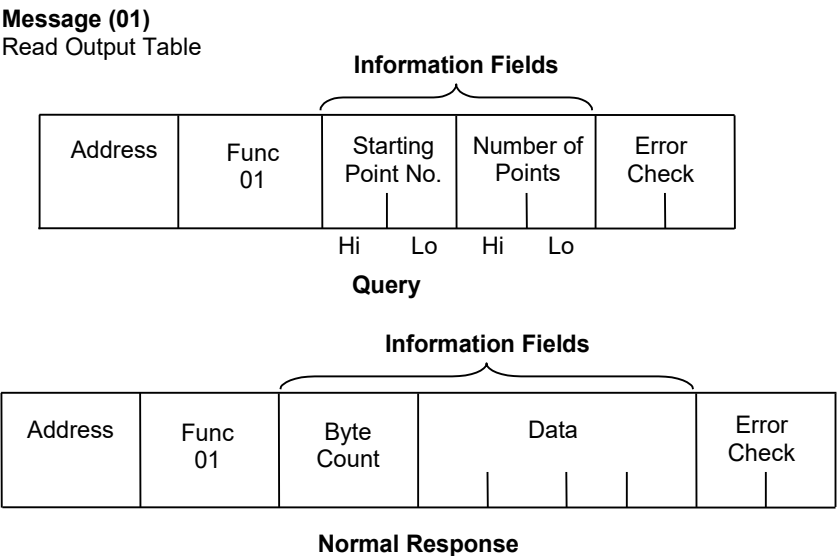 Message (01)
Read Output Table
Information Fields
Address
Func
01
Starting
Point No.
Number of
Points
Error
Check
Hi Lo Hi Lo
Query
Information Fields
Address
Func
01
Byte
Count
Data
Error
Check
Normal Response